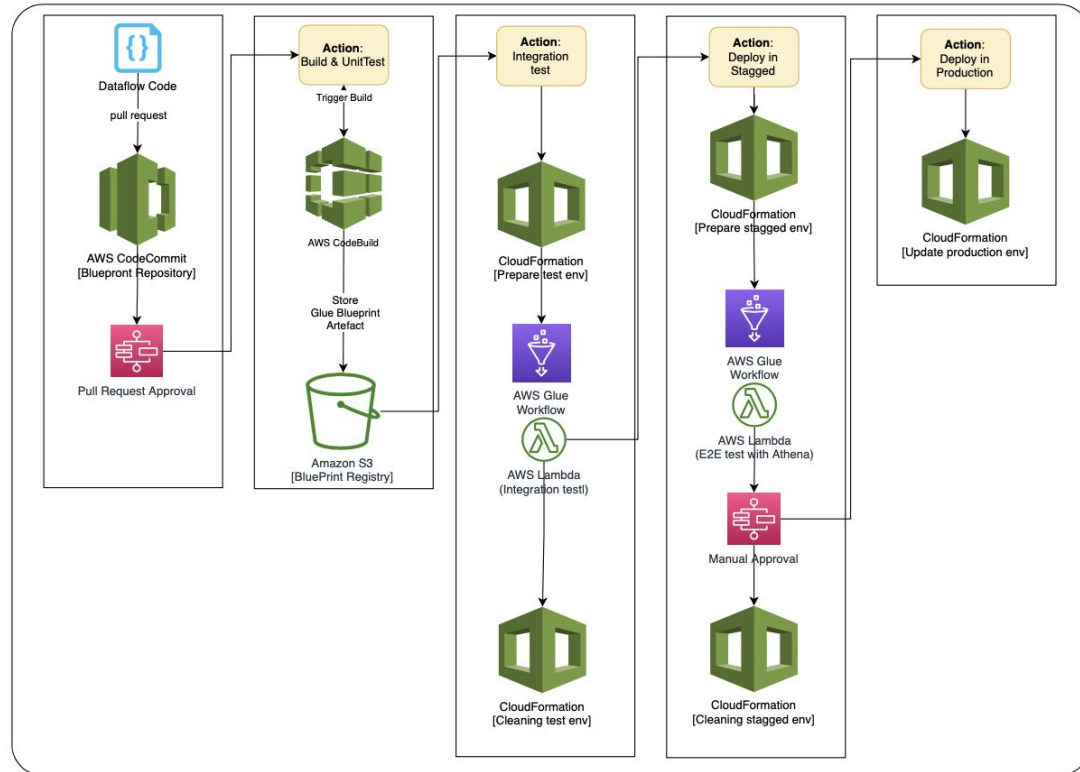 Dataflow Code
pull request
AWS CodeCommit
[Bluepront Repository]
Pull Request Approval
Action:
Build & UnitTest
Trigger Build
AWS CodeBuild
Store
Glue Blueprint
Artefact
Amazon S3
[BluePrint Registry]
Action:
Integration
test
CloudFormation
[Prepare test env]
AWS Glue
Workflow
AWS Lambda
(Integration testl)
CloudFormation
[Cleaning test env]
Action:
Deploy in
Staged
CloudFormation
[Prepare stagged env]
AWS Glue
Workflow
AWS Lambda
(E2E test with Athena)
Manual Approval
CloudFormation
[Cleaning stagged env]
Action:
Deploy in
Production
CloudFormation
[Update production env]